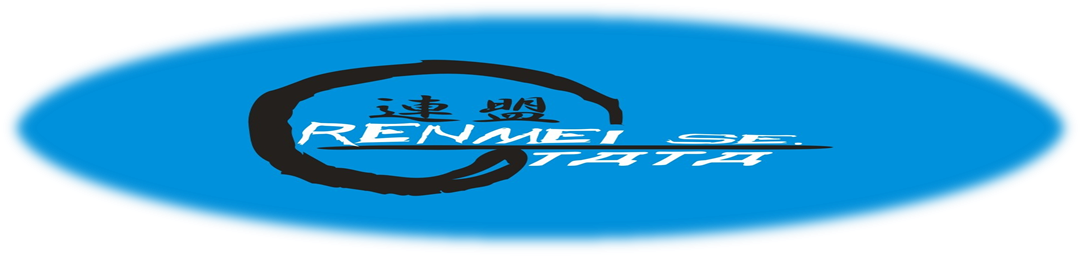 連盟
RENMEI SE.
TATA